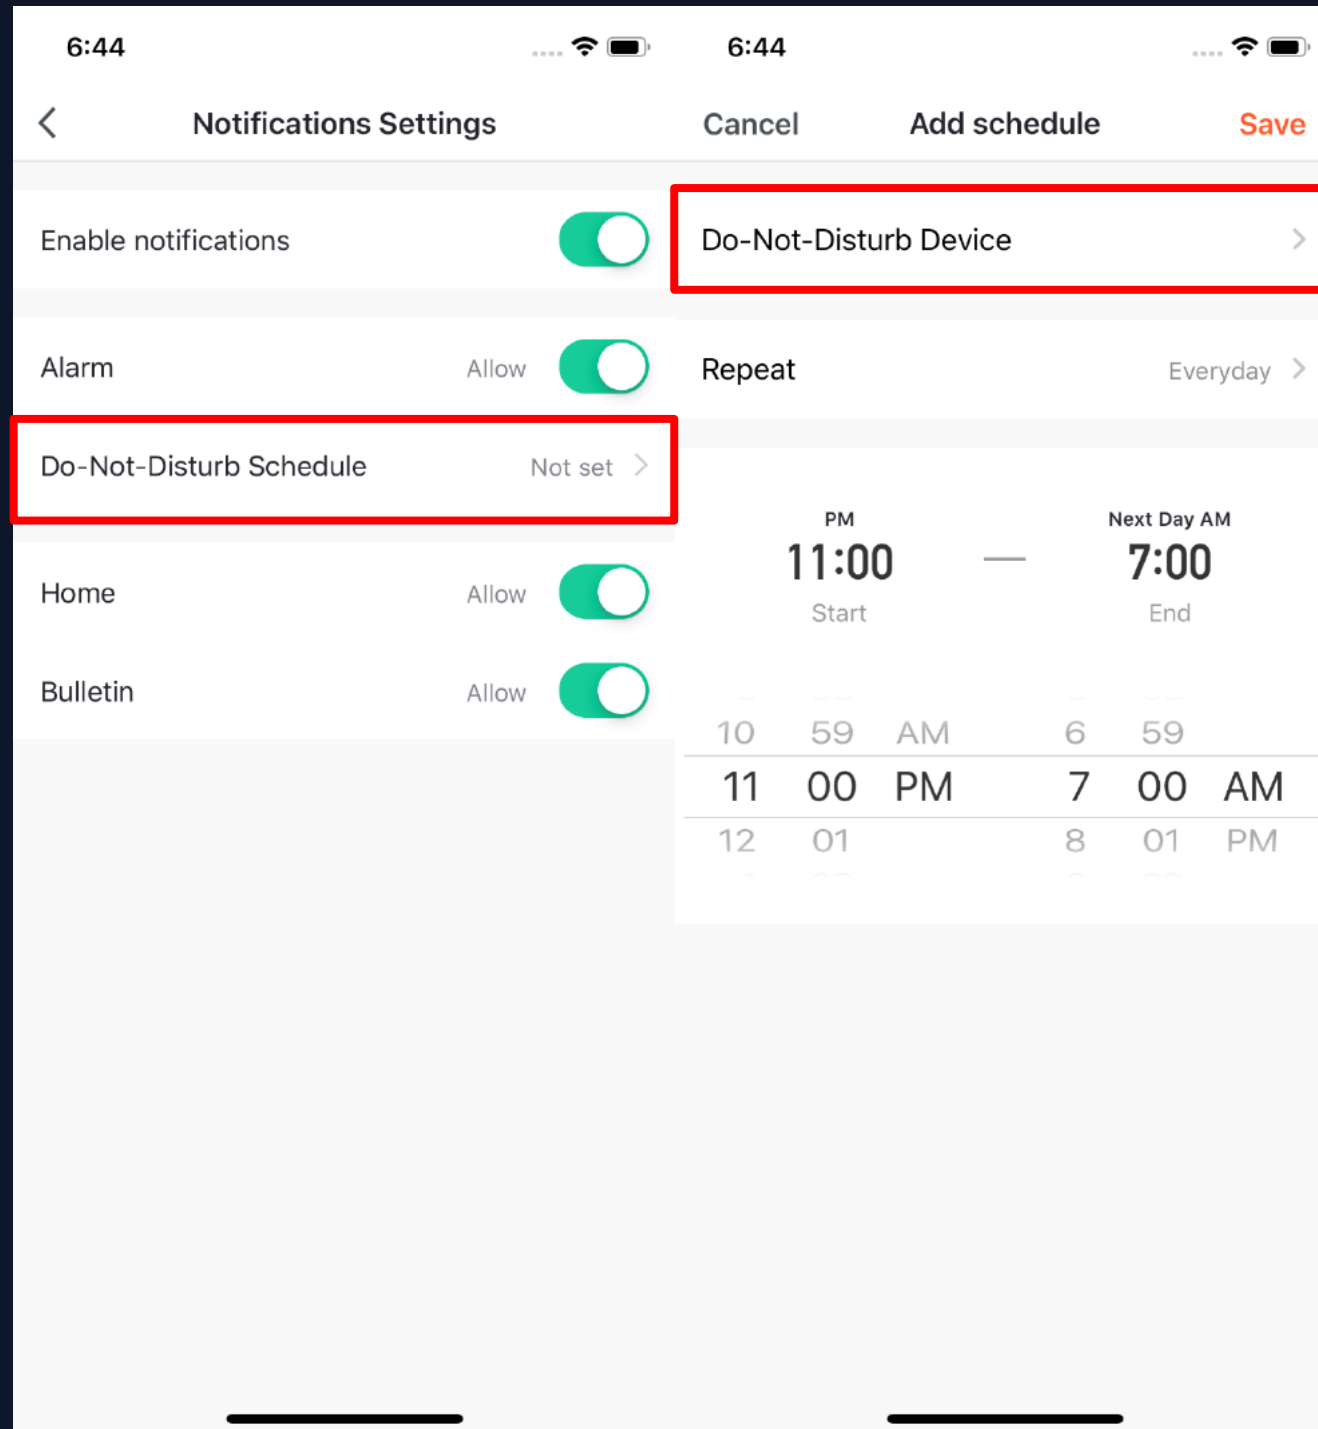 6:44
Notifications Settings
Enable notifications
Alarm Allow
Do-Not-Disturb Schedule Not set
Home Allow
Bulletin Allow
6:44
Cancel Add schedule Save
Do-Not-Disturb Device
Repeat Everyday
PM Next Day AM
11:00 — 7:00
Start End
10 59 AM 6 59
11 00 PM 7 00 AM
12 01 8 01 PM